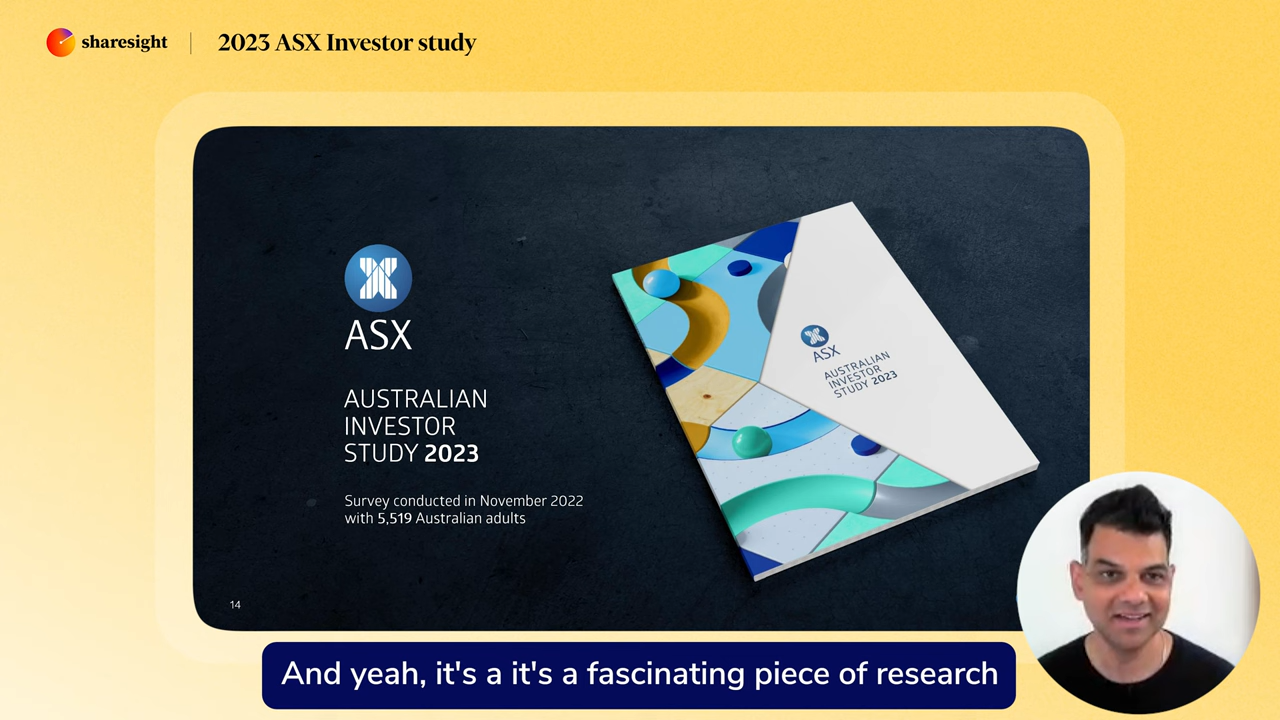 sharesight | 2023 ASX Investor study
ASX
AUSTRALIAN
INVESTOR
STUDY 2023
Survey conducted in November 2022
with 5,519 Australian adults
14
ASX
AUSTRALIAN
INVESTOR
STUDY 2023
And yeah, it's a it's a fascinating piece of research